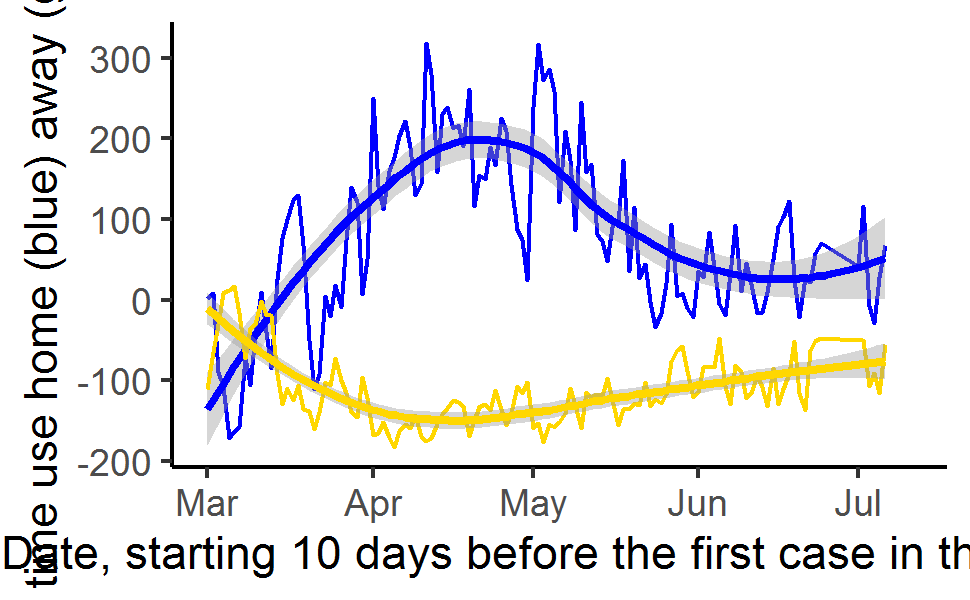 time use home (blue) away (
300
200
100
0
-100
-200
Mar Apr May Jun Jul
Date, starting 10 days before the first case in th